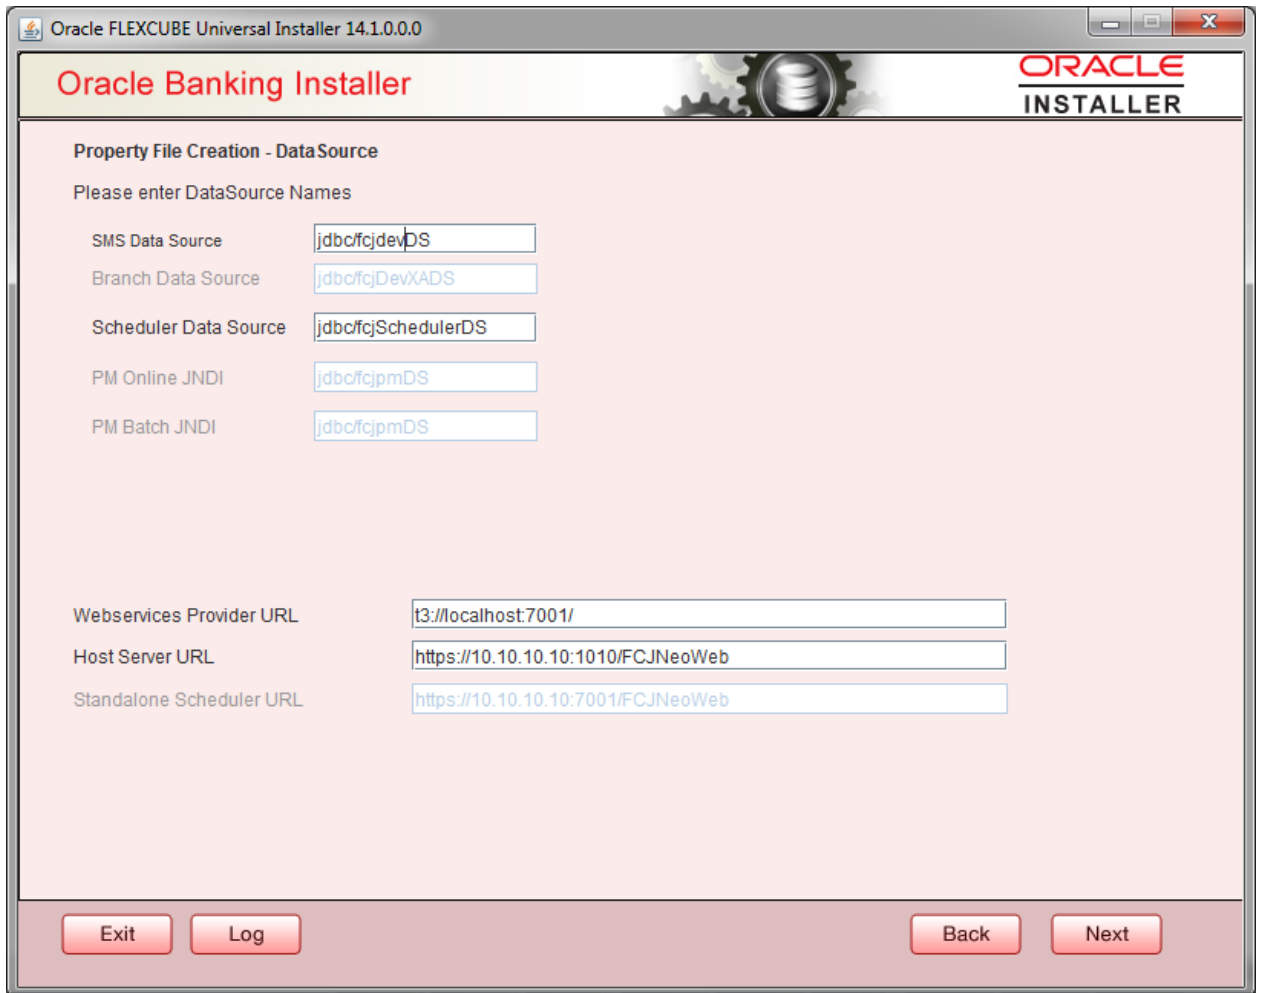 Oracle FLEXCUBE Universal Installer 14.1.0.0.0
Oracle Banking Installer
ORACLE
INSTALLER
Property File Creation - DataSource
Please enter DataSource Names
SMS Data Source jdbc/fcjdevDS
Branch Data Source jdbc/fcjDevXADS
Scheduler Data Source jdbc/fcjSchedulerDS
PM Online JNDI jdbc/fcjpmDS
PM Batch JNDI jdbc/fcjpmDS
Webservices Provider URL t3://localhost:7001/
Host Server URL https://10.10.10.10:1010/FCJNeoWeb
Standalone Scheduler URL https://10.10.10.10:7001/FCJNeoWeb
Exit Log Back Next